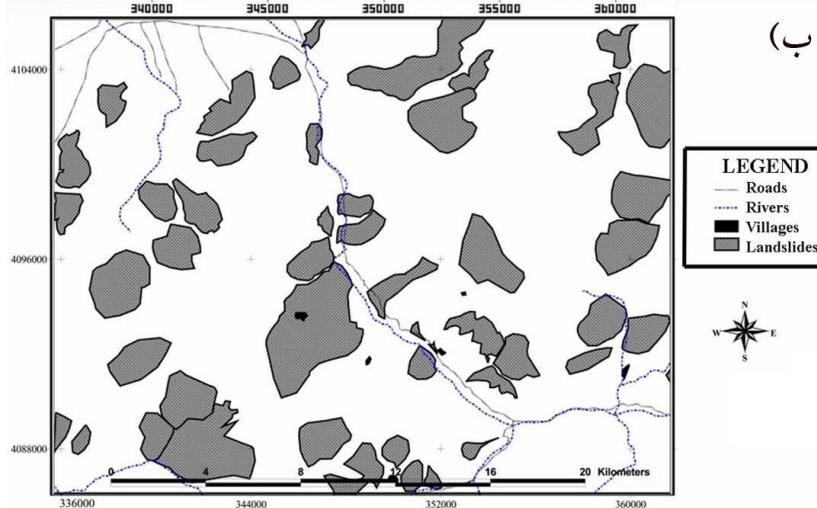 340000 345000 350000 355000 360000
ب)
4104000
LEGEND
Roads
Rivers
Villages
Landslides
4096000
N
W E
S
4088000
0 4 8 12 16 20 Kilometers
336000 344000 352000 360000